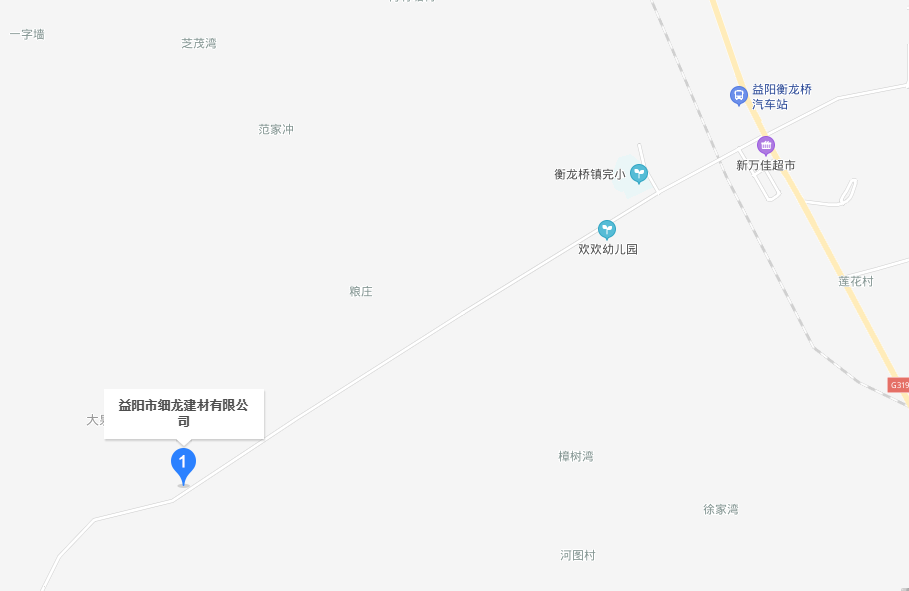 一字墙
芝茂湾
益阳衡龙桥
汽车站
范家冲
新万佳超市
衡龙桥镇完小
欢欢幼儿园
莲花村
粮庄
G319
益阳市细龙建材有限公
司
大
1
樟树湾
徐家湾
河图村